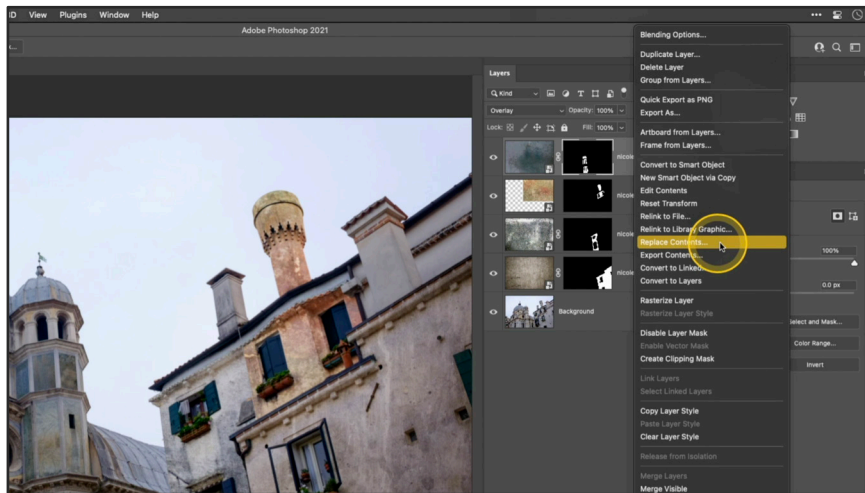 ID View Plugins Window Help
Adobe Photoshop 2021
Layers
Kind
Overlay Opacity: 100%
Lock: Fill: 100%
nicole
nicole
nicole
nicole
Background
Blending Options...
Duplicate Layer...
Delete Layer
Group from Layers...
Quick Export as PNG
Export As...
Artboard from Layers...
Frame from Layers...
Convert to Smart Object
New Smart Object via Copy
Edit Contents
Reset Transform
Relink to File...
Relink to Library Graphic...
Replace Contents...
Export Contents...
Convert to Linked...
Convert to Layers
Rasterize Layer
Rasterize Layer Style
Disable Layer Mask
Enable Vector Mask
Create Clipping Mask
Link Layers
Select Linked Layers
Copy Layer Style
Paste Layer Style
Clear Layer Style
Release from Isolation
Merge Layers
Merge Visible
100%
0.0 px
Select and Mask...
Color Range...
Invert